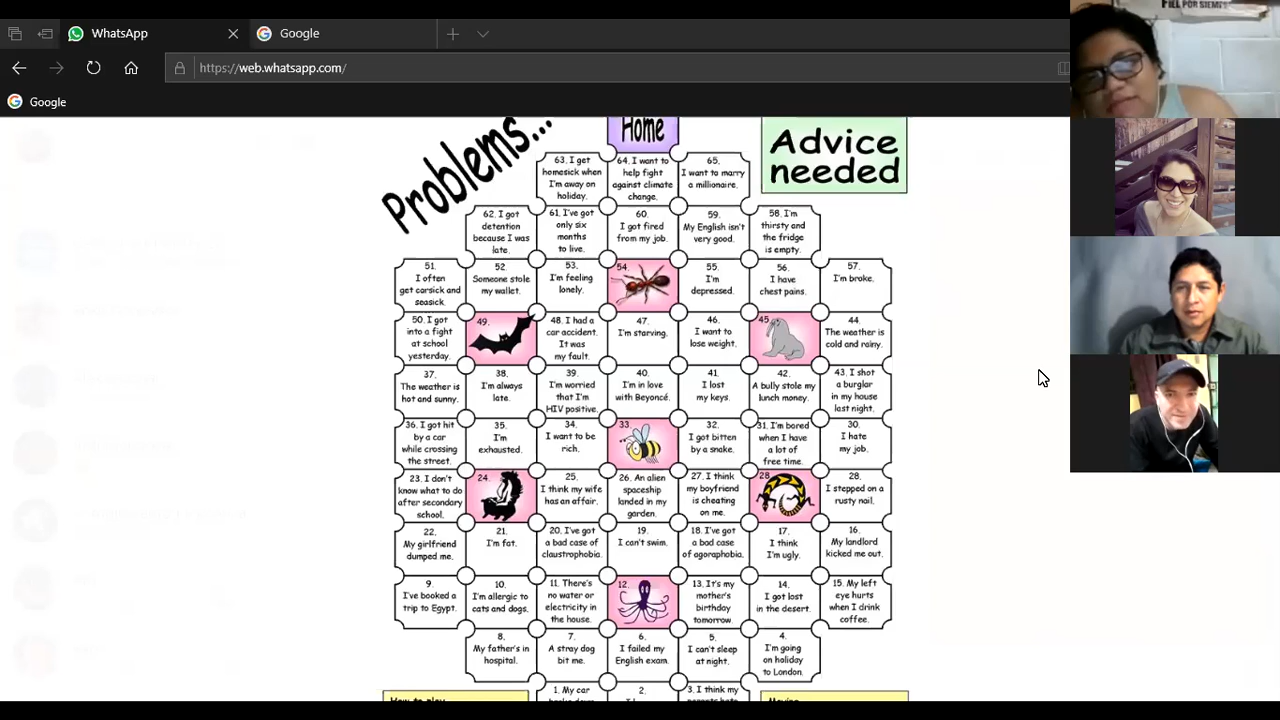 WhatsApp
Google
https://web.whatsapp.com/
Google
Problems...
Home
Advice
needed
63. I get
homesick when
I'm away on
holiday.
64. I want to
help fight
against climate
change.
65.
I want to marry
a millionaire.
62. I got
detention
because I was
late.
61. I've got
only six
months
to live.
60.
I got fired
from my job.
59.
My English isn't
very good.
58. I'm
thirsty and
the fridge
is empty.
51.
I often
get carsick and
seasick.
52.
Someone stole
my wallet.
53.
I'm feeling
lonely.
54.
55.
I'm
depressed.
56.
I have
chest pains.
57.
I'm broke.
50. I got
into a fight
at school
yesterday.
49.
48. I had a
car accident.
It was
my fault.
47.
I'm starving.
46.
I want to
lose weight.
45.
44.
The weather is
cold and rainy.
37.
The weather is
hot and sunny.
38.
I'm always
late.
39.
I'm worried
that I'm
HIV positive.
40.
I'm in love
with Beyoncé.
41.
I lost
my keys.
42.
A bully stole my
lunch money.
43. I shot
a burglar
in my house
last night.
36. I got hit
by a car
while crossing
the street.
35.
I'm
exhausted.
34.
I want to be
rich.
33.
32.
I got bitten
by a snake.
31. I'm bored
when I have
a lot of
free time.
30.
I hate
my job.
23. I don't
know what to do
after secondary
school.
24.
25.
I think my wife
has an affair.
26. An alien
spaceship
landed in my
garden.
27. I think
my boyfriend
is cheating
on me.
28.
28.
I stepped on a
rusty nail.
22.
My girlfriend
dumped me.
21.
I'm fat.
20. I've got
a bad case of
claustrophobia.
19.
I can't swim.
18. I've got
a bad case
of agoraphobia.
17.
I think
I'm ugly.
16.
My landlord
kicked me out.
9.
I've booked a
trip to Egypt.
10.
I'm allergic to
cats and dogs.
11. There's
no water or
electricity in
the house.
12.
13. It's my
mother's
birthday
tomorrow.
14.
I got lost
in the desert.
15. My left
eye hurts
when I drink
coffee.
8.
My father's in
hospital.
7.
A stray dog
bit me.
6.
I failed my
English exam.
5.
I can't sleep
at night.
4.
I'm going
on holiday
to London.
1. My car
2.
3. I think my
How to play
Moving